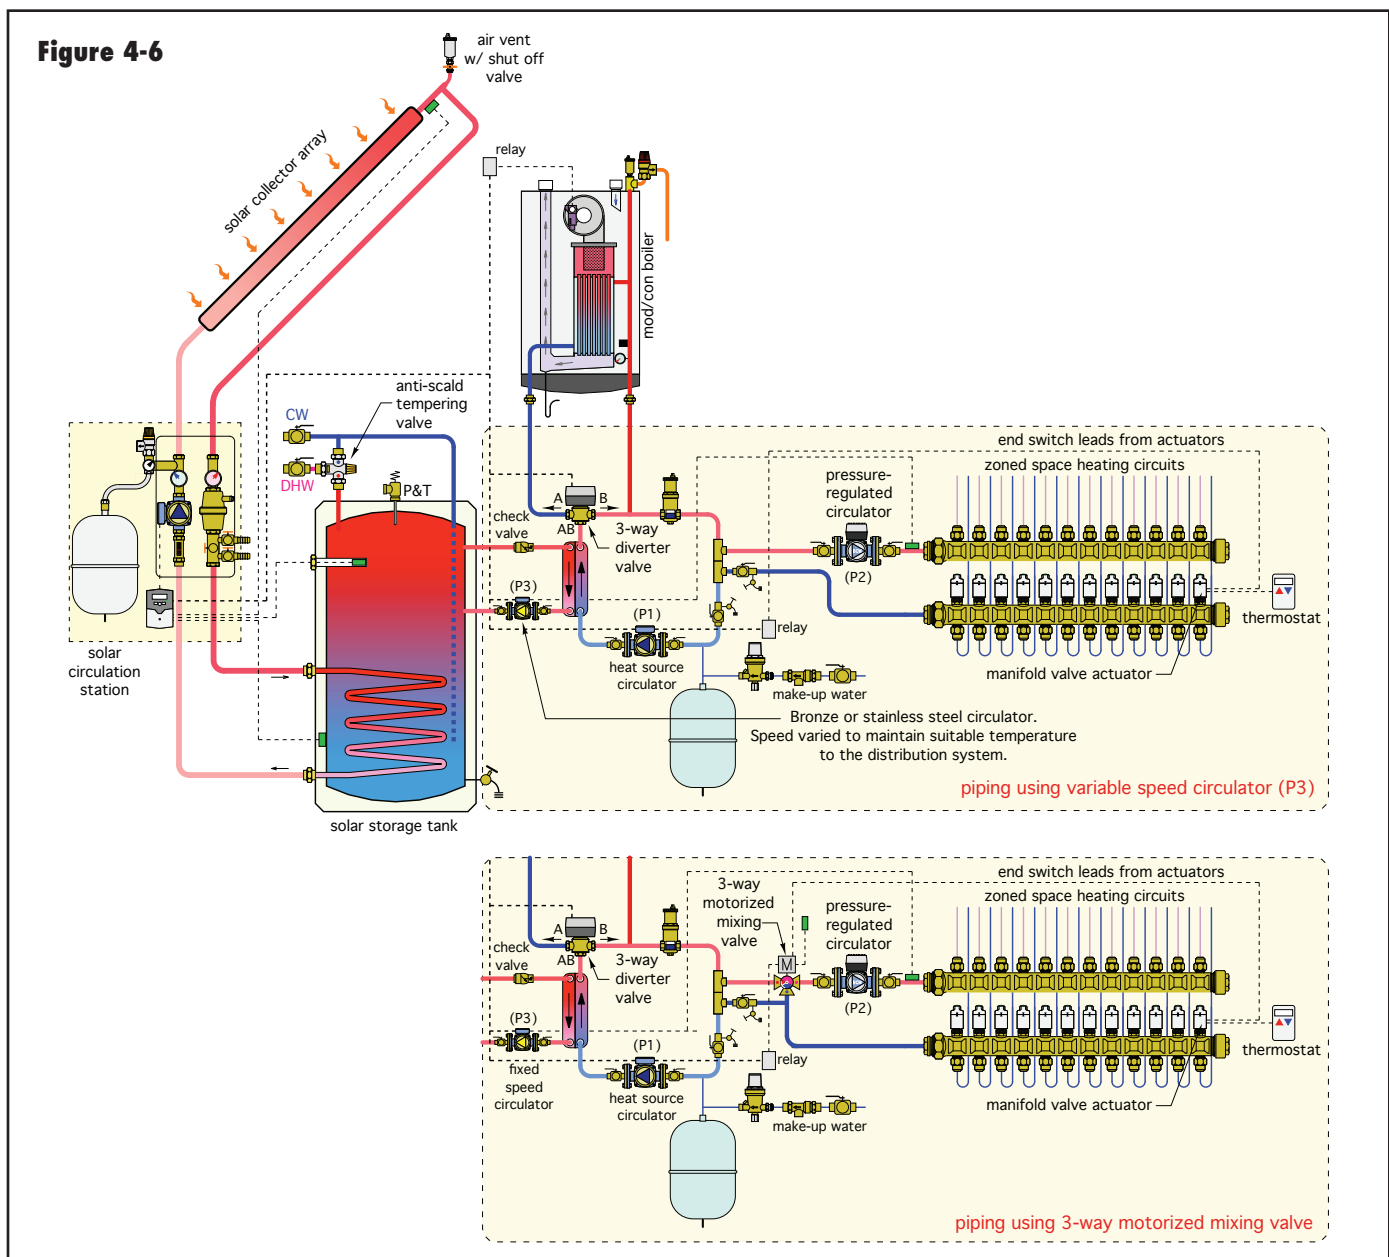 Figure 4-6
air vent
w/ shut off
valve
solar collector array
relay
mod/con boiler
anti-scald
tempering
valve
CW
DHW
P&T
end switch leads from actuators
zoned space heating circuits
pressure-
regulated
circulator
A
B
AB
check
valve
3-way
diverter
valve
(P2)
(P3)
(P1)
relay
thermostat
heat source
circulator
make-up water
manifold valve actuator
solar
circulation
station
Bronze or stainless steel circulator.
Speed varied to maintain suitable temperature
to the distribution system.
piping using variable speed circulator (P3)
solar storage tank
end switch leads from actuators
3-way
motorized
mixing
valve
zoned space heating circuits
pressure-
regulated
circulator
A
B
AB
check
valve
3-way
diverter
valve
M
(P2)
(P3)
(P1)
relay
thermostat
fixed
speed
circulator
heat source
circulator
make-up water
manifold valve actuator
piping using 3-way motorized mixing valve